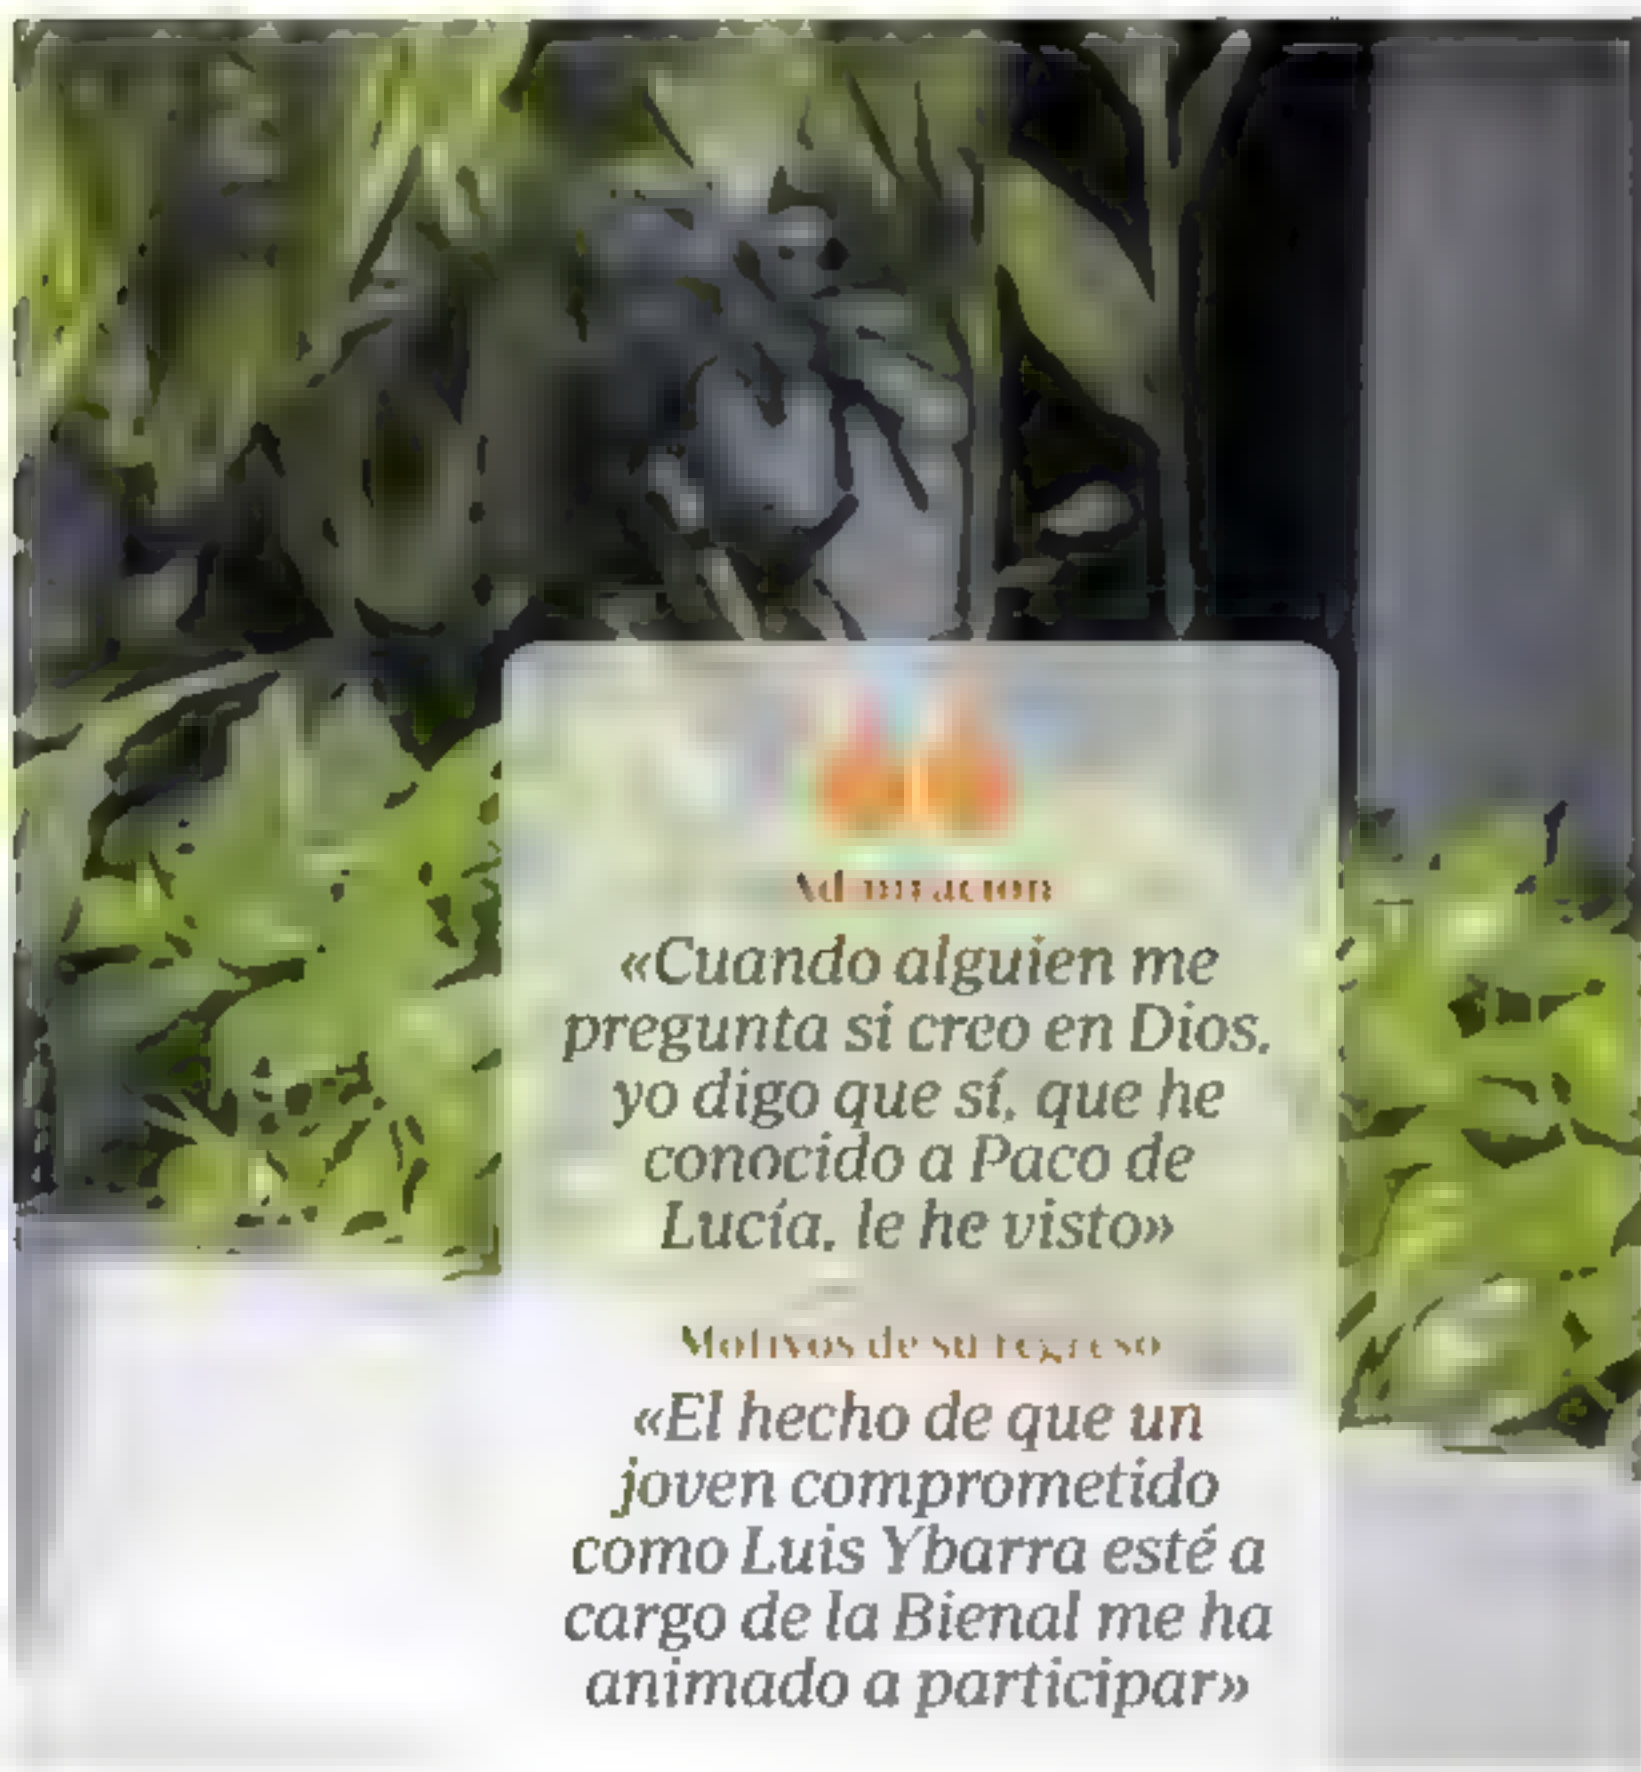 Admiración
«Cuando alguien me
pregunta si creo en Dios,
yo digo que sí, que he
conocido a Paco de
Lucía, le he visto»
Motivos de su regreso
«El hecho de que un
joven comprometido
como Luis Ybarra esté a
cargo de la Bienal me ha
animado a participar»